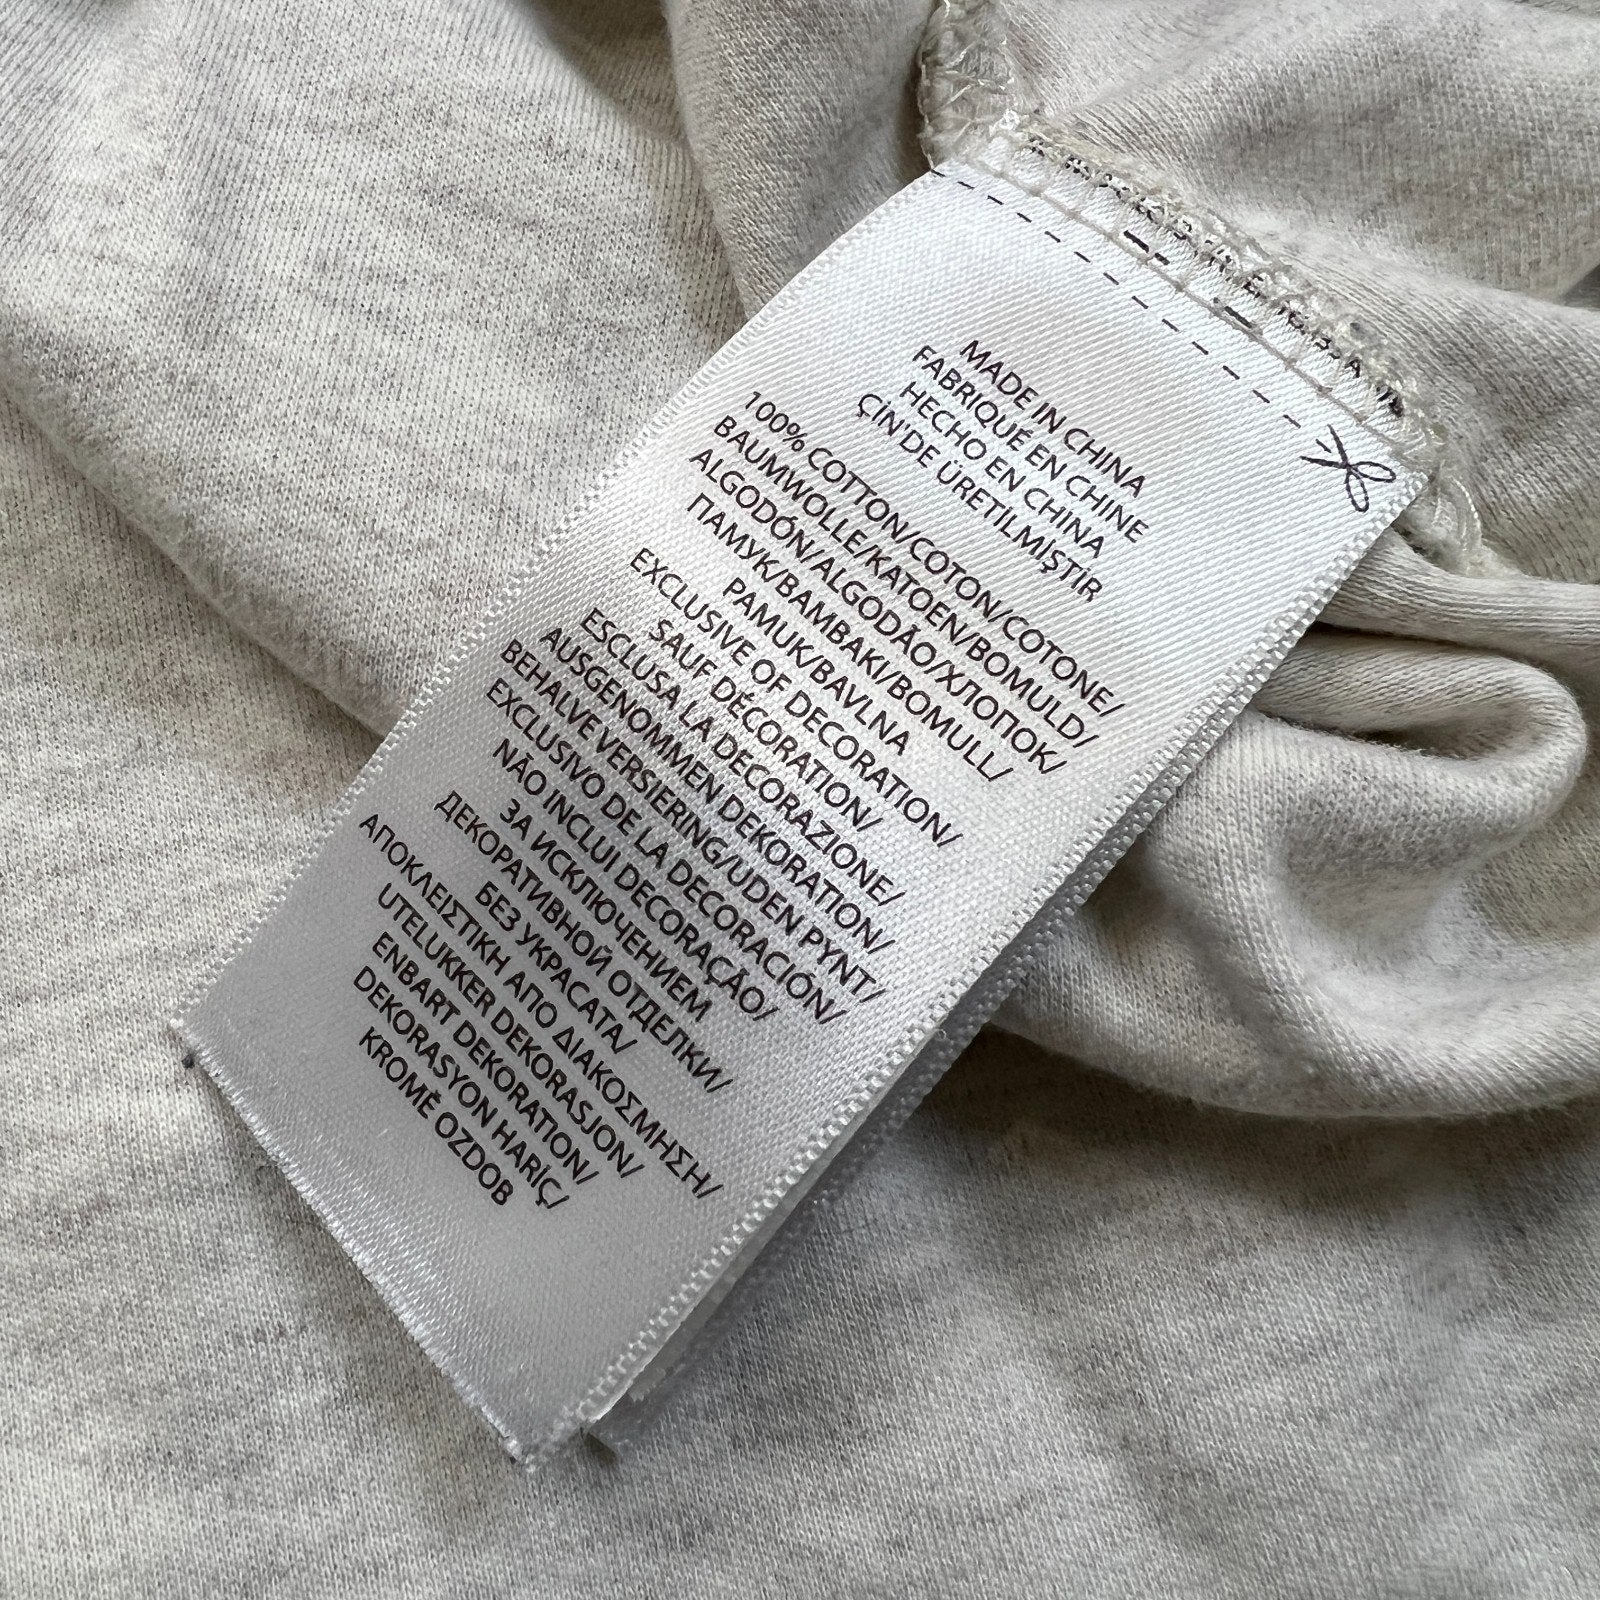 MADE IN CHINA
FABRIQUÉ EN CHINE
HECHO EN CHINA
ÇİN'DE ÜRETİLMİŞTİR
100% COTTON/COTON/COTONE/
BAUMWOLLE/KATOEN/BOMULD/
ALGODÓN/ALGODÃO/ХЛОПОК/
ПАМУК/BAMBAKI/BOMULL/
PAMUK/BAVLNA
EXCLUSIVE OF DECORATION/
SAUF DÉCORATION/
ESCLUSA LA DECORAZIONE/
AUSGENOMMEN DEKORATION/
BEHALVE VERSIERING/UDEN PYNT/
EXCLUSIVO DE LA DECORACIÓN/
NÃO INCLUI DECORAÇÃO/
ЗА ИСКЛЮЧЕНИЕМ
ДЕКОРАТИВНОЙ ОТДЕЛКИ/
БЕЗ УКРАСАТА/
ΑΠΟΚΛΕΙΣΤΙΚΗ ΑΠΟ ΔΙΑΚΟΣΜΗΣΗ/
UTELUKKER DEKORASJON/
ENBART DEKORATION/
DEKORASYON HARİÇ/
KROMĚ OZDOB